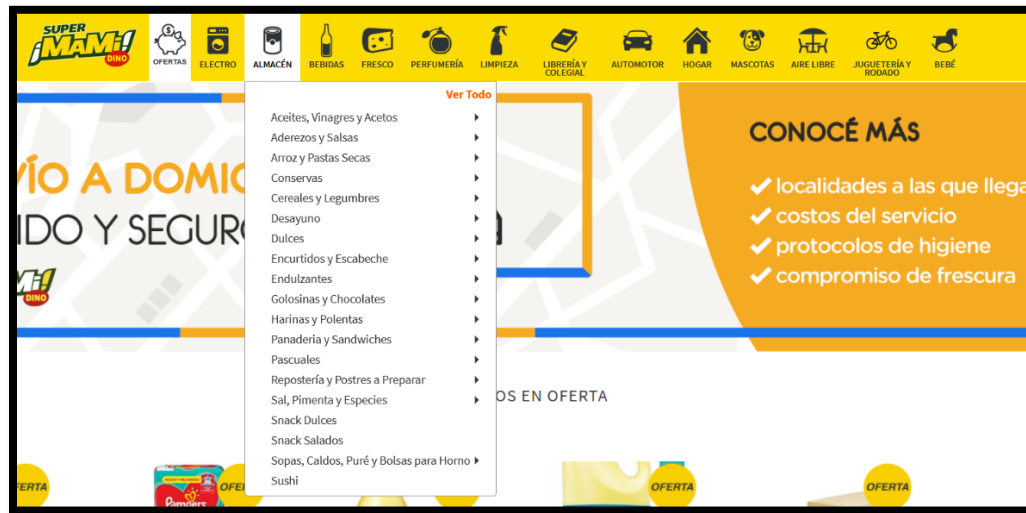 SUPER
¡MAMi!
DINO
OFERTAS
ELECTRO
ALMACÉN
BEBIDAS
FRESCO
PERFUMERÍA
LIMPIEZA
LIBRERÍA Y
COLEGIAL
AUTOMOTOR
HOGAR
MASCOTAS
AIRE LIBRE
JUGUETERÍA Y
RODADO
BEBÉ
Ver Todo
Aceites, Vinagres y Acetos
Aderezos y Salsas
Arroz y Pastas Secas
Conservas
Cereales y Legumbres
Desayuno
Dulces
Encurtidos y Escabeche
Endulzantes
Golosinas y Chocolates
Harinas y Polentas
Panaderia y Sandwiches
Pascuales
Repostería y Postres a Preparar
Sal, Pimenta y Especies
Snack Dulces
Snack Salados
Sopas, Caldos, Puré y Bolsas para Horno
Sushi
VÍO A DOMIC
IDO Y SEGUR
Mi!
DINO
CONOCÉ MÁS
localidades a las que llega
costos del servicio
protocolos de higiene
compromiso de frescura
OS EN OFERTA
FERTA
Pampers
OFE
OFERTA
OFERTA